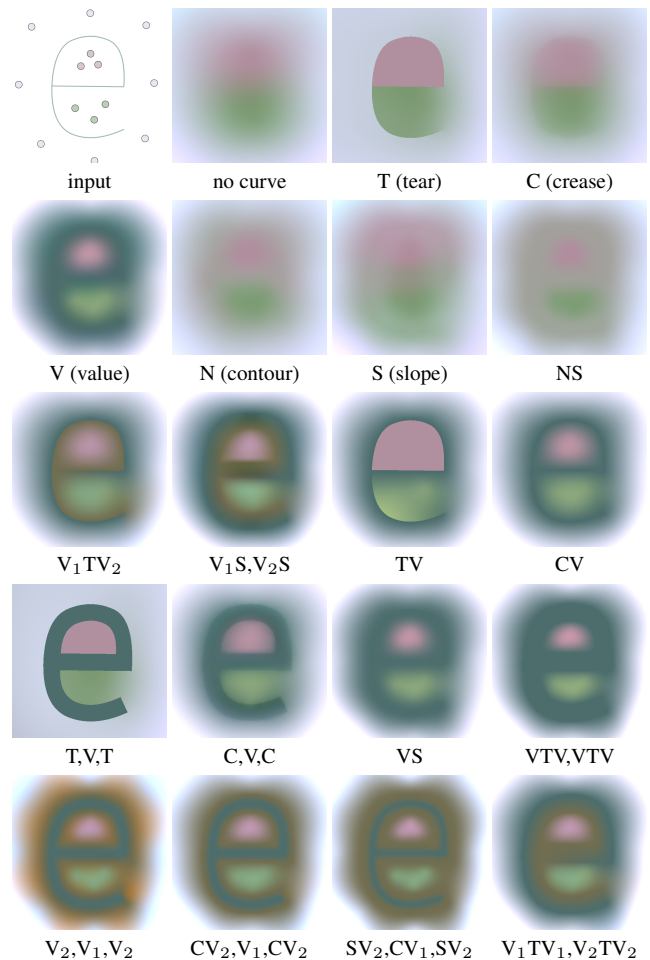 input no curve T (tear) C (crease)
V (value) N (contour) S (slope) NS
V₁TV₂ V₁S,V₂S TV CV
T,V,T C,V,C VS VTV,VTV
V₂,V₁,V₂ CV₂,V₁,CV₂ SV₂,CV₁,SV₂ V₁TV₁,V₂TV₂